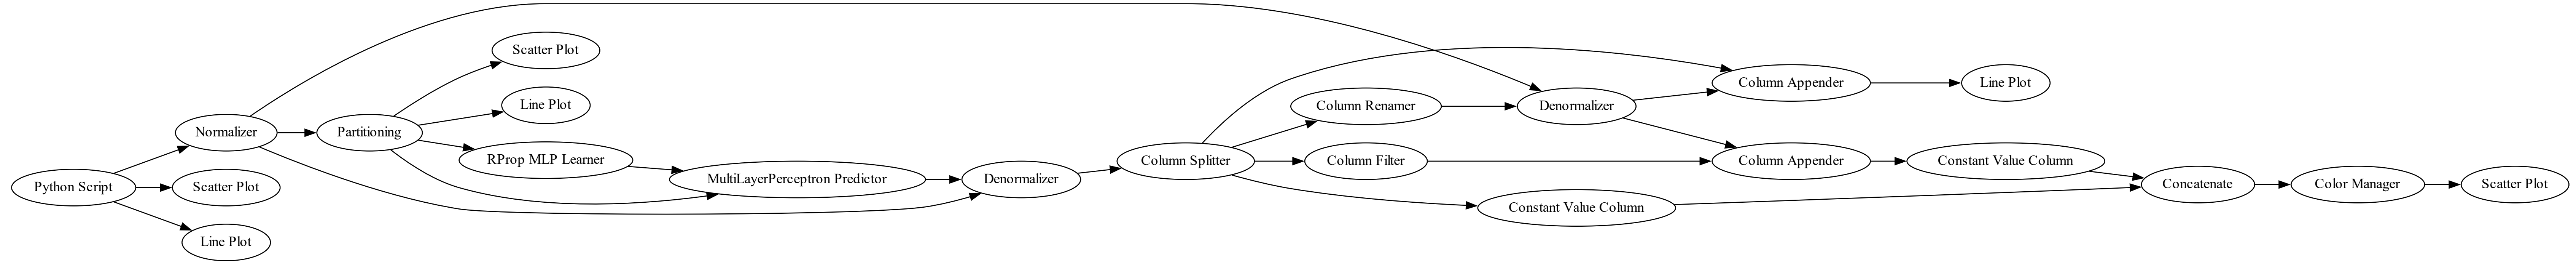 Python Script
Normalizer
Scatter Plot
Line Plot
Partitioning
Scatter Plot
Line Plot
RProp MLP Learner
MultiLayerPerceptron Predictor
Denormalizer
Column Splitter
Column Renamer
Column Filter
Constant Value Column
Denormalizer
Column Appender
Column Appender
Line Plot
Constant Value Column
Concatenate
Color Manager
Scatter Plot